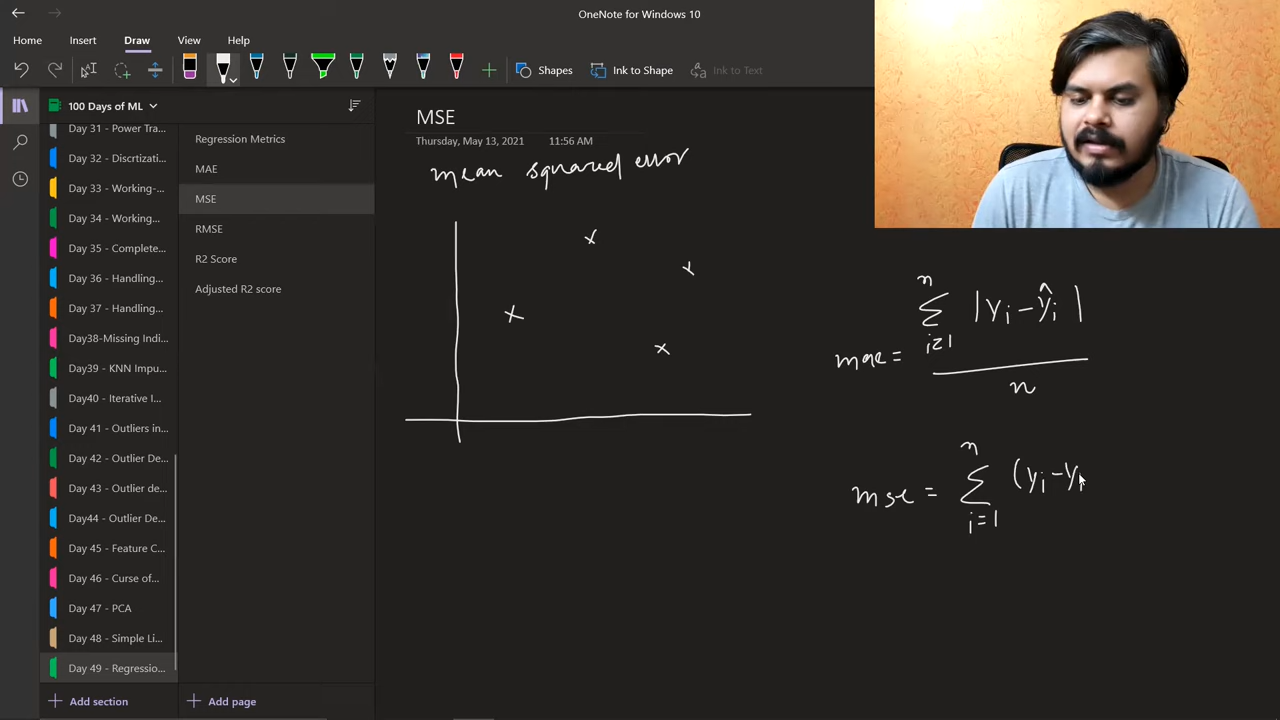 OneNote for Windows 10
Home Insert Draw View Help
Shapes Ink to Shape Ink to Text
100 Days of ML
Day 31 - Power Tra...
Day 32 - Discrtizati...
Day 33 - Working-...
Day 34 - Working...
Day 35 - Complete...
Day 36 - Handling...
Day 37 - Handling...
Day38-Missing Indi...
Day39 - KNN Impu...
Day40 - Iterative I...
Day 41 - Outliers in...
Day 42 - Outlier De...
Day 43 - Outlier de...
Day44 - Outlier De...
Day 45 - Feature C...
Day 46 - Curse of...
Day 47 - PCA
Day 48 - Simple Li...
Day 49 - Regressio...
Add section
Regression Metrics
MAE
MSE
RMSE
R2 Score
Adjusted R2 score
Add page
MSE
Thursday, May 13, 2021 11:56 AM
mean squared error
n
mae = Σ |yi - ŷi|
i=1
n
n
mse = Σ (yi - yi
i=1